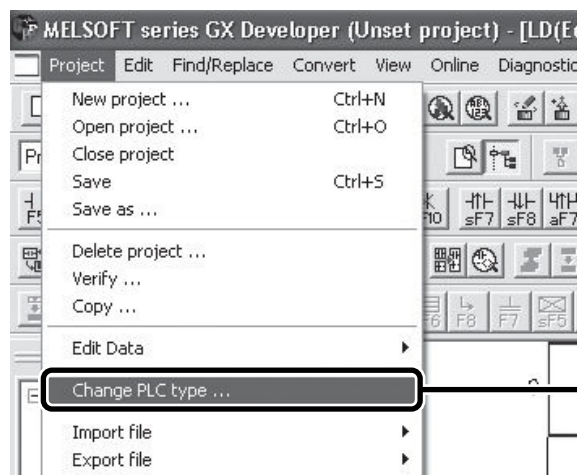 MELSOFT series GX Developer (Unset project) - [LD(E
Project Edit Find/Replace Convert View Online Diagnostic
New project ... Ctrl+N
Open project ... Ctrl+O
Close project
Save Ctrl+S
Save as ...
Delete project ...
Verify ...
Copy ...
Edit Data
Change PLC type ...
Import file
Export file
Pr
F5
F10 sF7 sF8 aF7
F6 F8 F7 sF5